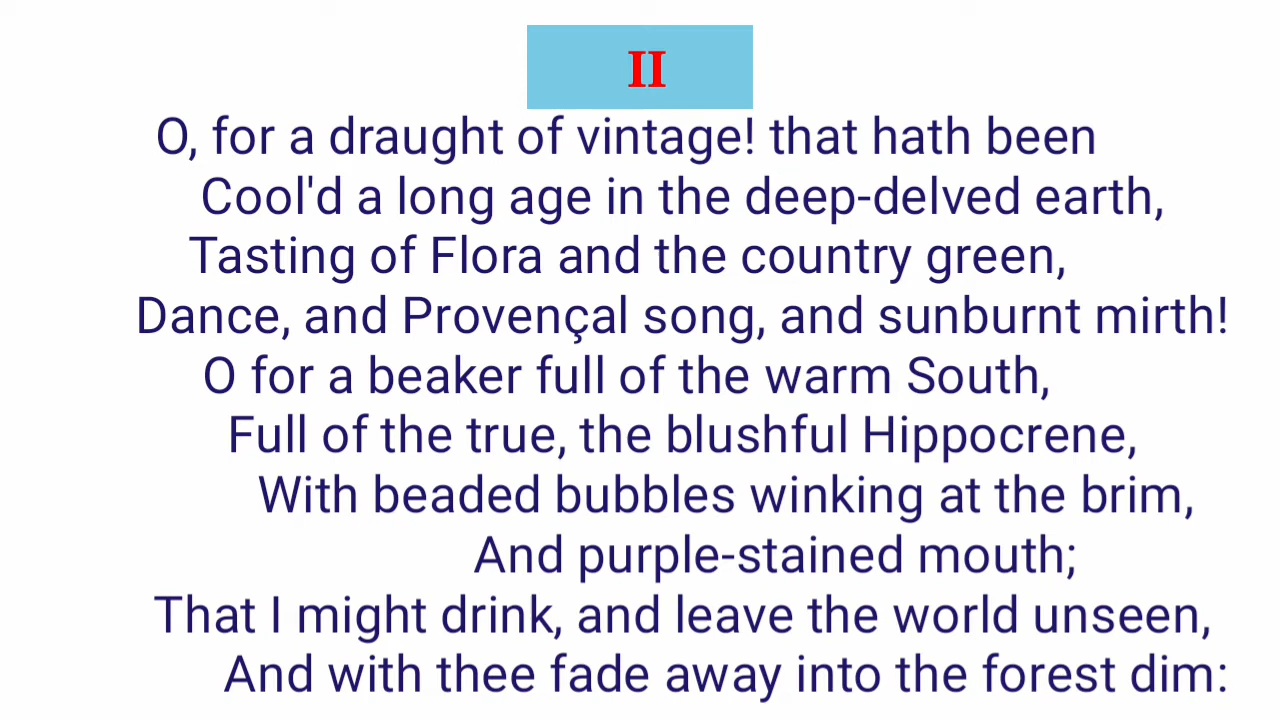 II
O, for a draught of vintage! that hath been
Cool'd a long age in the deep-delved earth,
Tasting of Flora and the country green,
Dance, and Provençal song, and sunburnt mirth!
O for a beaker full of the warm South,
Full of the true, the blushful Hippocrene,
With beaded bubbles winking at the brim,
And purple-stained mouth;
That I might drink, and leave the world unseen,
And with thee fade away into the forest dim: